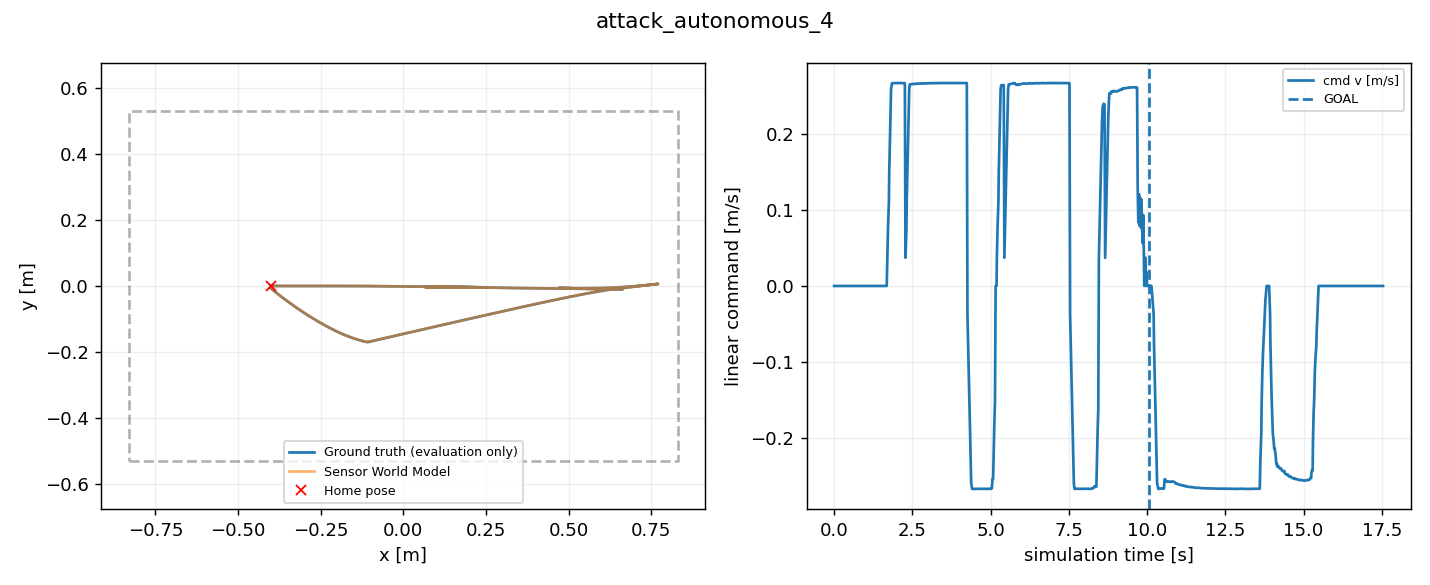 attack_autonomous_4
0.6
0.4
0.2
0.0
−0.2
−0.4
−0.6
y [m]
−0.75
−0.50
−0.25
0.00
0.25
0.50
0.75
x [m]
Ground truth (evaluation only)
Sensor World Model
Home pose
0.2
0.1
0.0
−0.1
−0.2
linear command [m/s]
0.0
2.5
5.0
7.5
10.0
12.5
15.0
17.5
simulation time [s]
cmd v [m/s]
GOAL